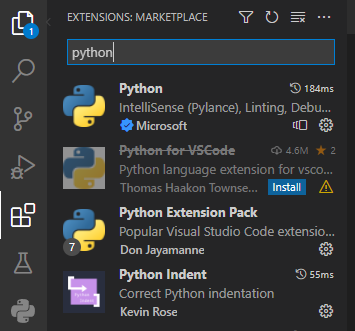 EXTENSIONS: MARKETPLACE
1
python
Python 184ms
IntelliSense (Pylance), Linting, Debu...
Microsoft
Python for VSCode 4.6M 2
Python language extension for vsco...
Thomas Haakon Townse... Install
Python Extension Pack
Popular Visual Studio Code extensio...
7 Don Jayamanne
Python Indent 55ms
Correct Python indentation
Kevin Rose